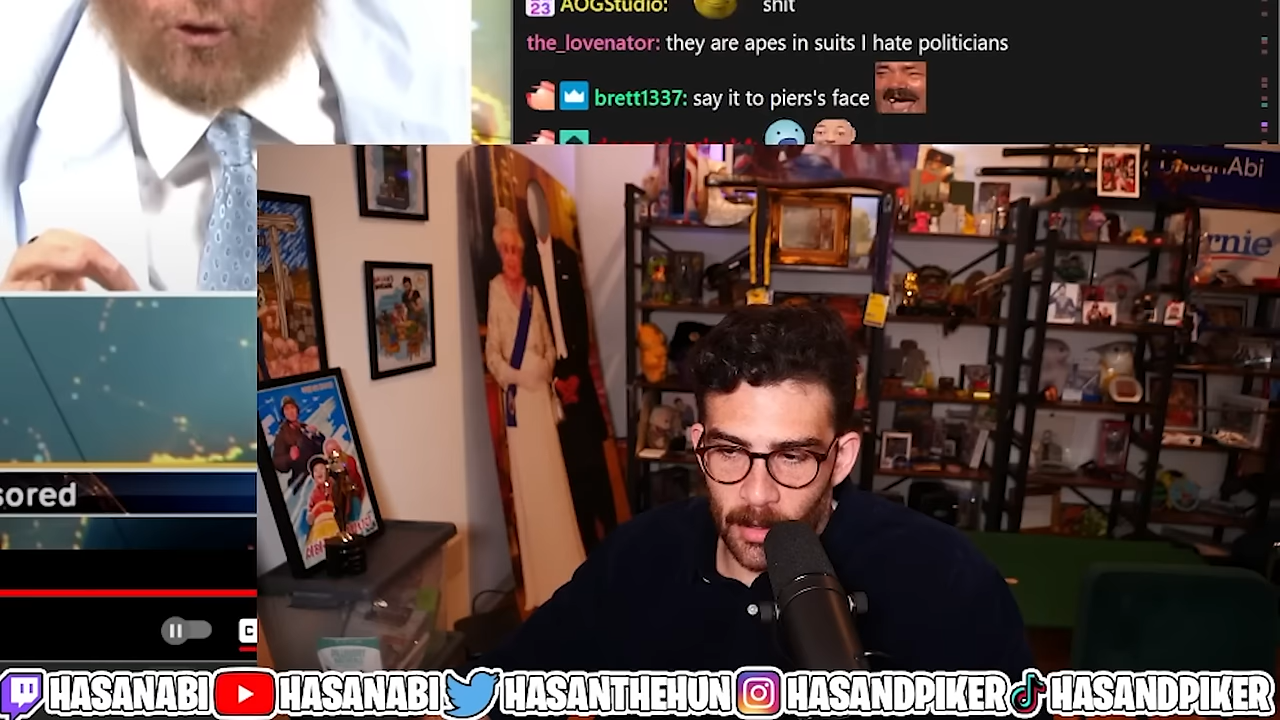 23 AOGStudio: shit
the_lovenator: they are apes in suits I hate politicians
brett1337: say it to piers's face
HasanAbi
rnie
sored
C
HASANABI HASANABI HASANTHEHUN HASANDPIKER HASANDPIKER